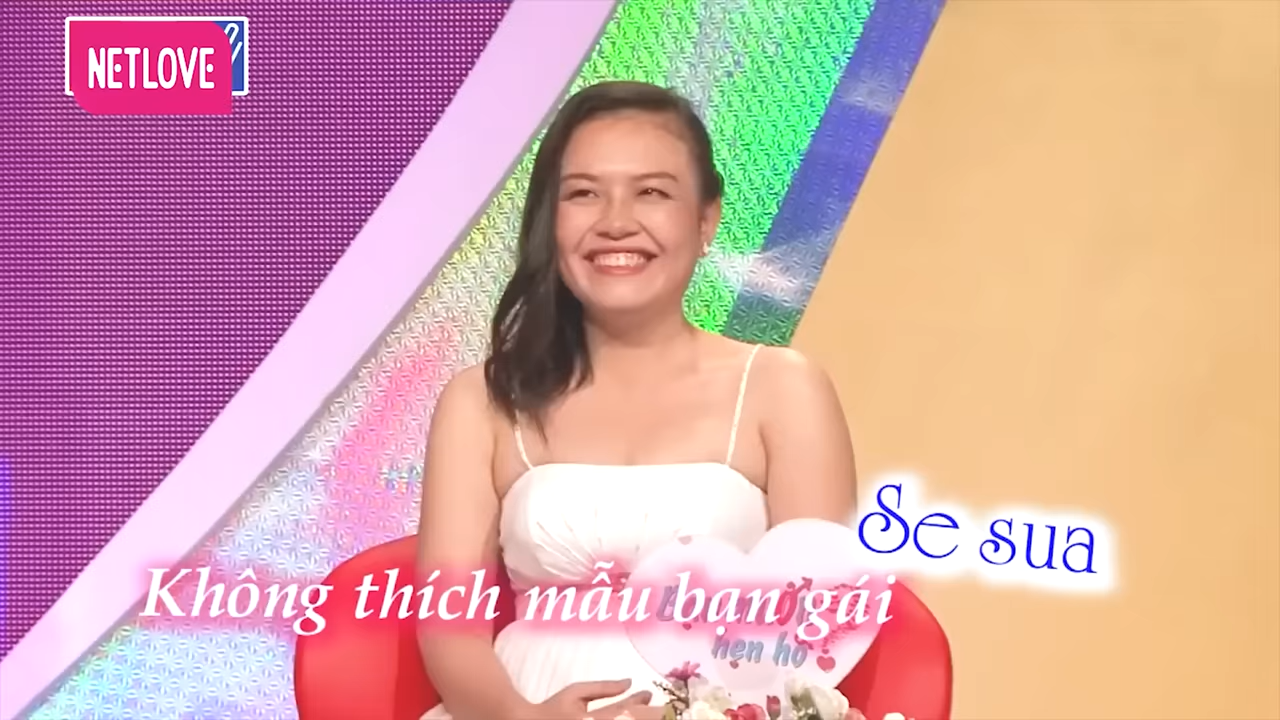 NETLOVE
Se sua
Không thích mẫu bạn gái
hẹn hò